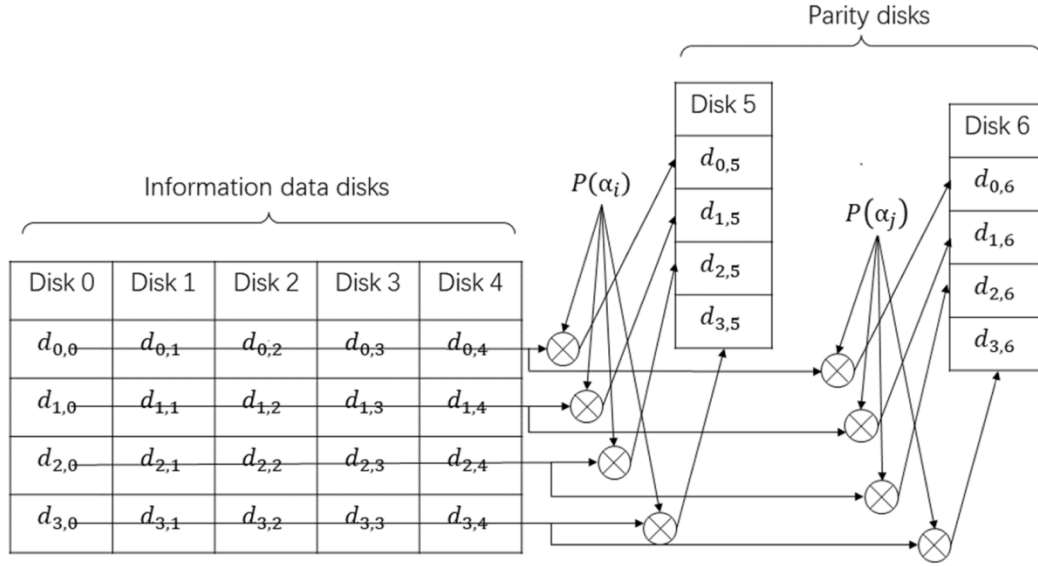 Parity disks
Disk 5
d₀,₅
d₁,₅
d₂,₅
d₃,₅
Disk 6
d₀,₆
d₁,₆
d₂,₆
d₃,₆
P(αᵢ)
P(αⱼ)
Information data disks
Disk 0 Disk 1 Disk 2 Disk 3 Disk 4
d₀,₀ d₀,₁ d₀,₂ d₀,₃ d₀,₄
d₁,₀ d₁,₁ d₁,₂ d₁,₃ d₁,₄
d₂,₀ d₂,₁ d₂,₂ d₂,₃ d₂,₄
d₃,₀ d₃,₁ d₃,₂ d₃,₃ d₃,₄